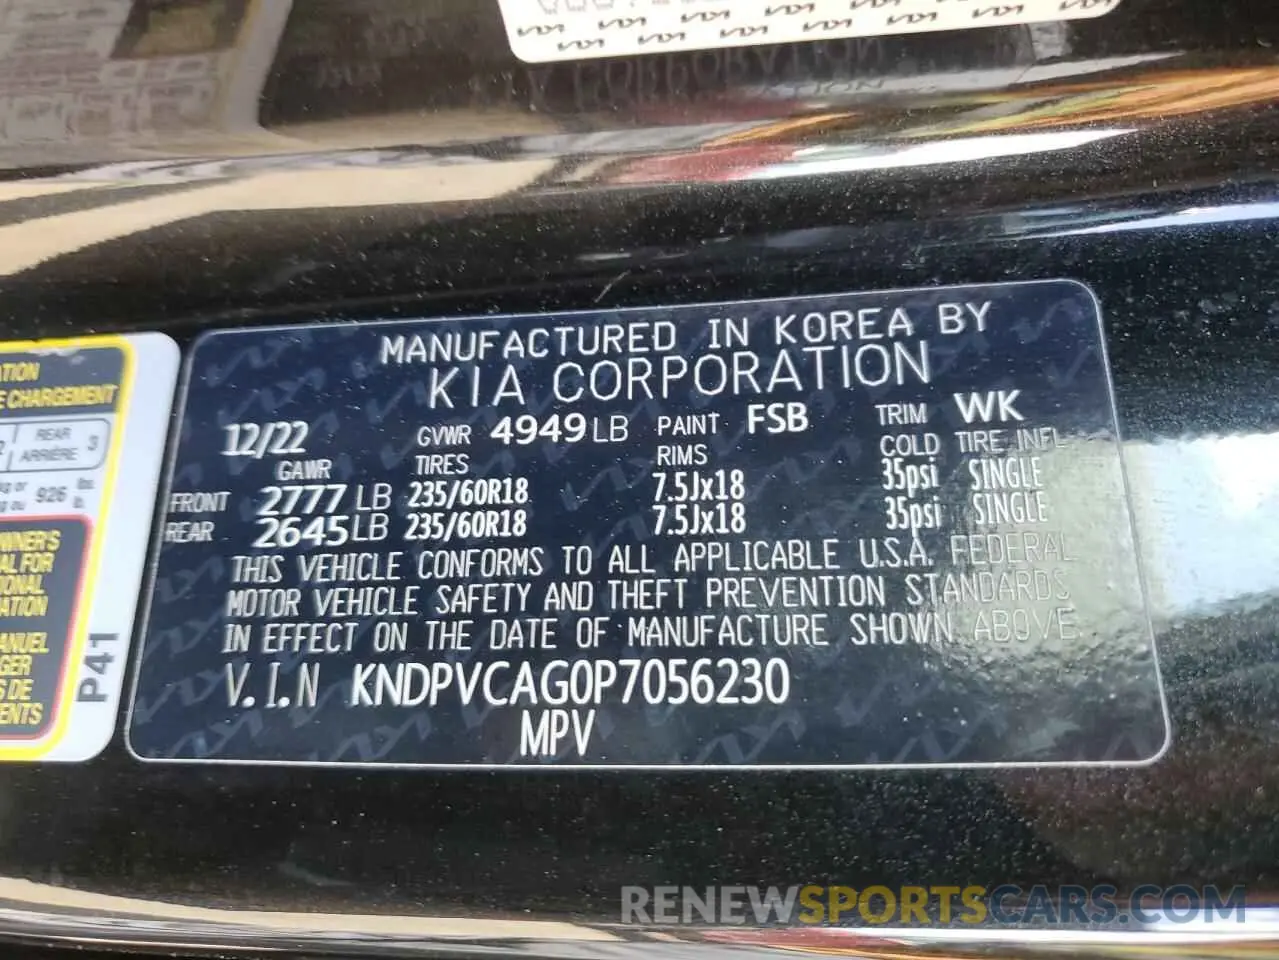 MANUFACTURED IN KOREA BY
KIA CORPORATION
12/22 GVWR 4949 LB PAINT FSB TRIM WK
GAWR TIRES RIMS COLD TIRE INFL
FRONT 2777 LB 235/60R18 7.5Jx18 35psi SINGLE
REAR 2645 LB 235/60R18 7.5Jx18 35psi SINGLE
THIS VEHICLE CONFORMS TO ALL APPLICABLE U.S.A. FEDERAL
MOTOR VEHICLE SAFETY AND THEFT PREVENTION STANDARDS
IN EFFECT ON THE DATE OF MANUFACTURE SHOWN ABOVE.
V.I.N KNDPVCAG0P7056230
MPV
E CHARGEMENT
REAR 3
ARRIÈRE
926 lbs
lb.
P41
RENEWSPORTSCARS.COM